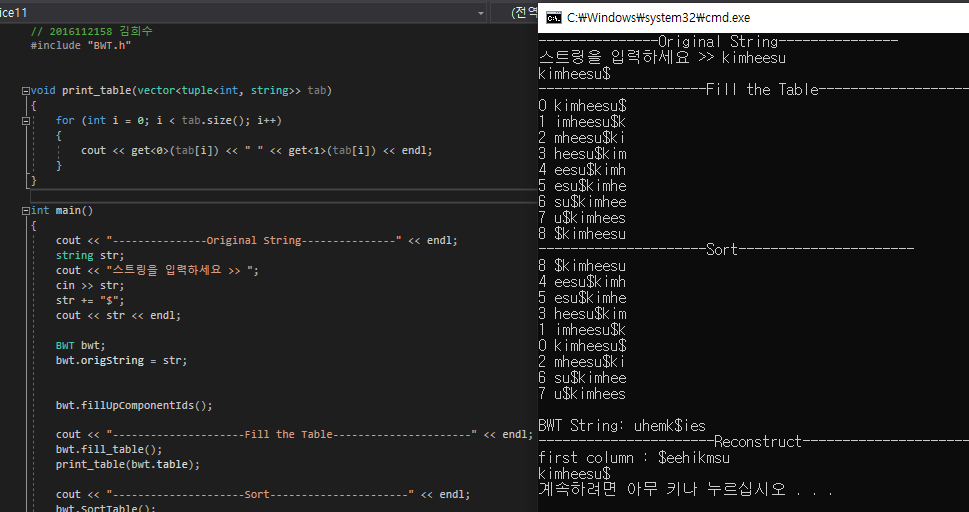 ice11
(전역
// 2016112158 김희수
#include "BWT.h"
void print_table(vector<tuple<int, string>> tab)
{
for (int i = 0; i < tab.size(); i++)
{
cout << get<0>(tab[i]) << " " << get<1>(tab[i]) << endl;
}
}
int main()
{
cout << "---------------Original String---------------" << endl;
string str;
cout << "스트링을 입력하세요 >> ";
cin >> str;
str += "$";
cout << str << endl;
BWT bwt;
bwt.origString = str;
bwt.fillUpComponentIds();
cout << "---------------------Fill the Table----------------------" << endl;
bwt.fill_table();
print_table(bwt.table);
cout << "---------------------Sort----------------------" << endl;
bwt.SortTable();
C:₩Windows₩system32₩cmd.exe
---------------Original String---------------
스트링을 입력하세요 >> kimheesu
kimheesu$
---------------------Fill the Table-------------------
0 kimheesu$
1 imheesu$k
2 mheesu$ki
3 heesu$kim
4 eesu$kimh
5 esu$kimhe
6 su$kimhee
7 u$kimhees
8 $kimheesu
---------------------Sort----------------------
8 $kimheesu
4 eesu$kimh
5 esu$kimhe
3 heesu$kim
1 imheesu$k
0 kimheesu$
2 mheesu$ki
6 su$kimhee
7 u$kimhees
BWT String: uhemk$ies
----------------------Reconstruct---------------------
first column : $eehikmsu
kimheesu$
계속하려면 아무 키나 누르십시오 . . .